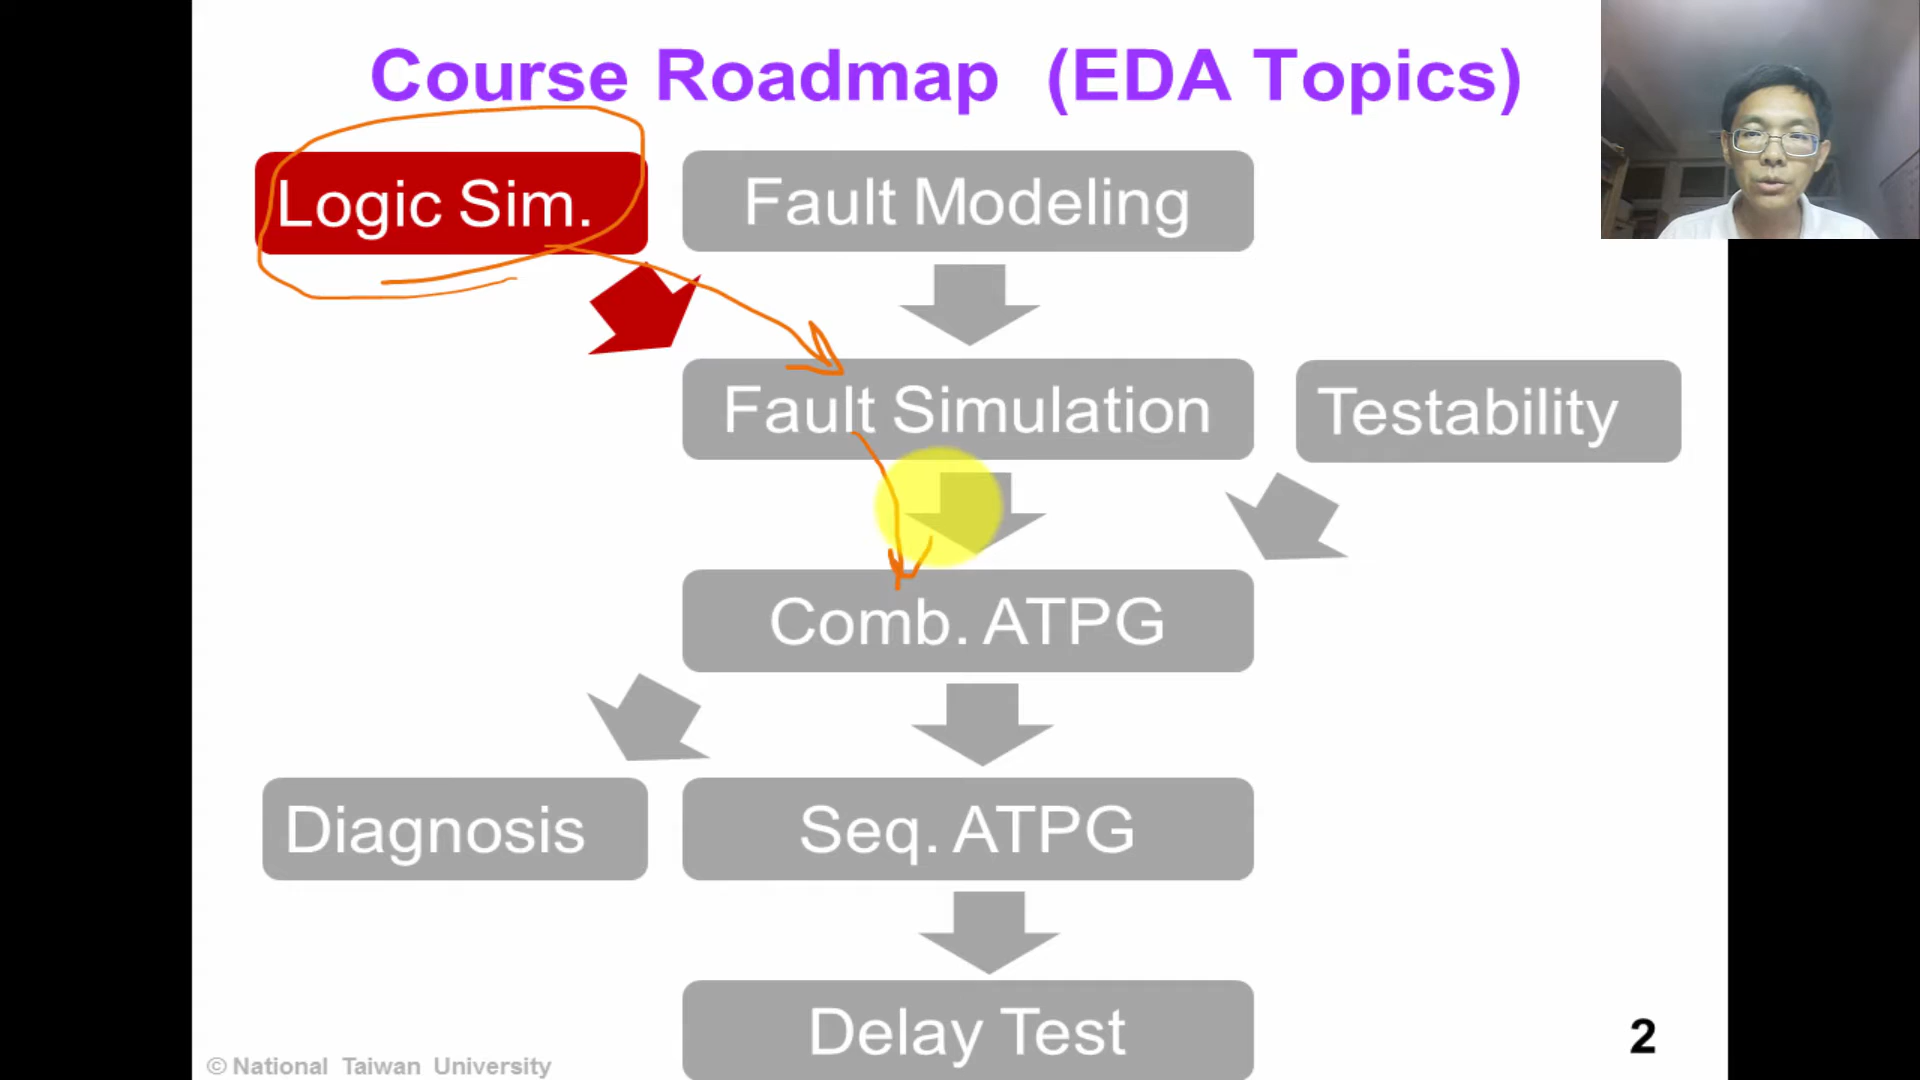 Course Roadmap (EDA Topics)
Logic Sim.
Fault Modeling
Fault Simulation
Testability
Comb. ATPG
Diagnosis
Seq. ATPG
Delay Test
2
© National Taiwan University